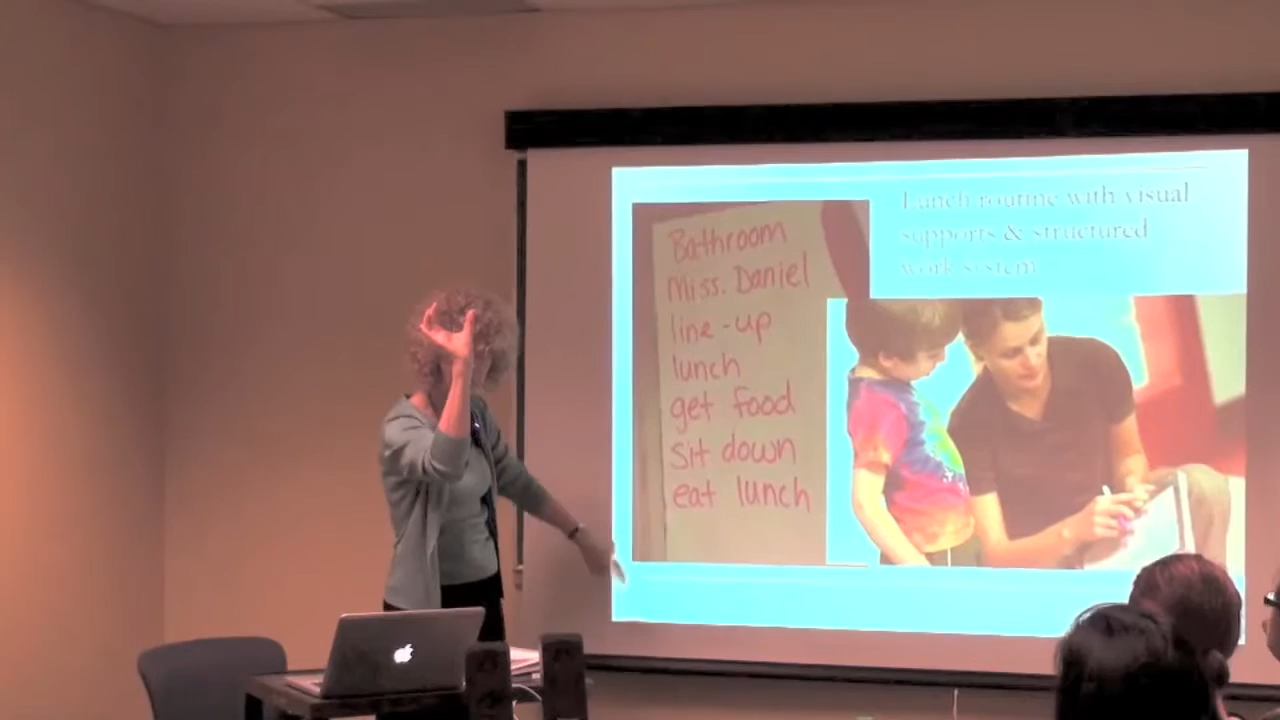 Lunch routine with visual
supports & structured
work system
Bathroom
Miss. Daniel
line-up
lunch
get food
sit down
eat lunch